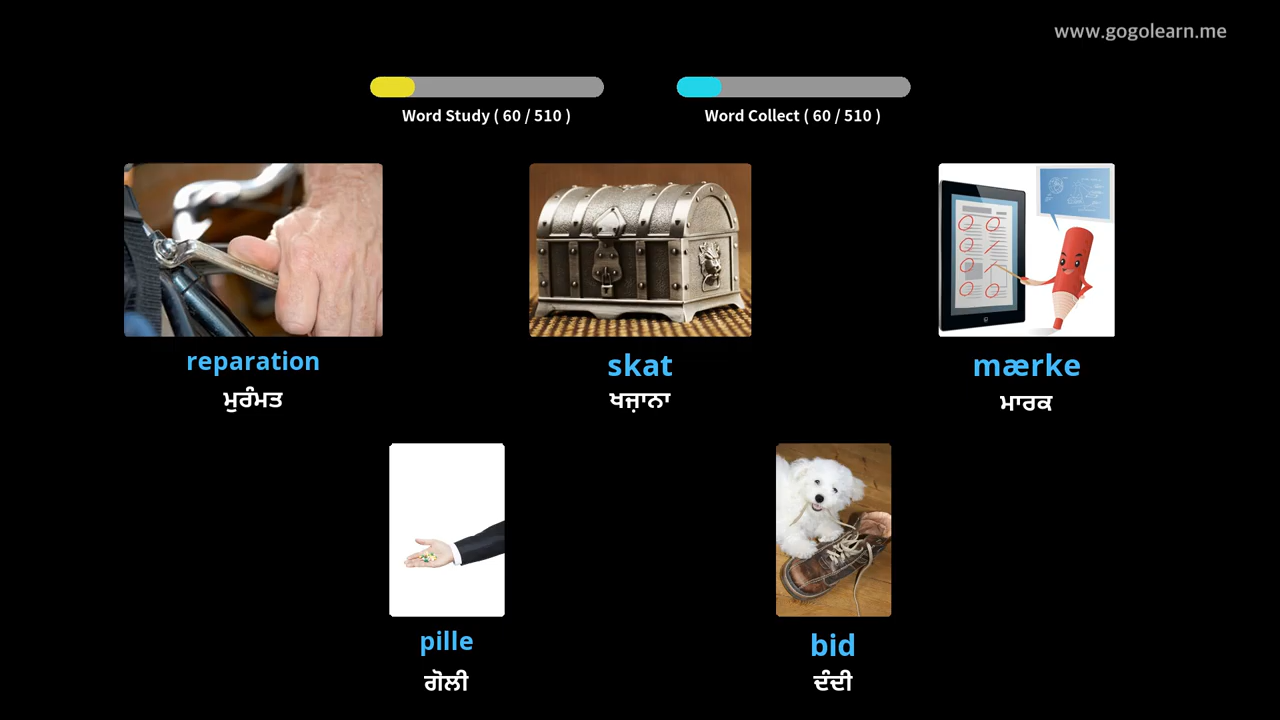 www.gogolearn.me
Word Study ( 60 / 510 )
Word Collect ( 60 / 510 )
reparation
ਮੁਰੰਮਤ
skat
ਖਜ਼ਾਨਾ
mærke
ਮਾਰਕ
pille
ਗੋਲੀ
bid
ਦੰਦੀ